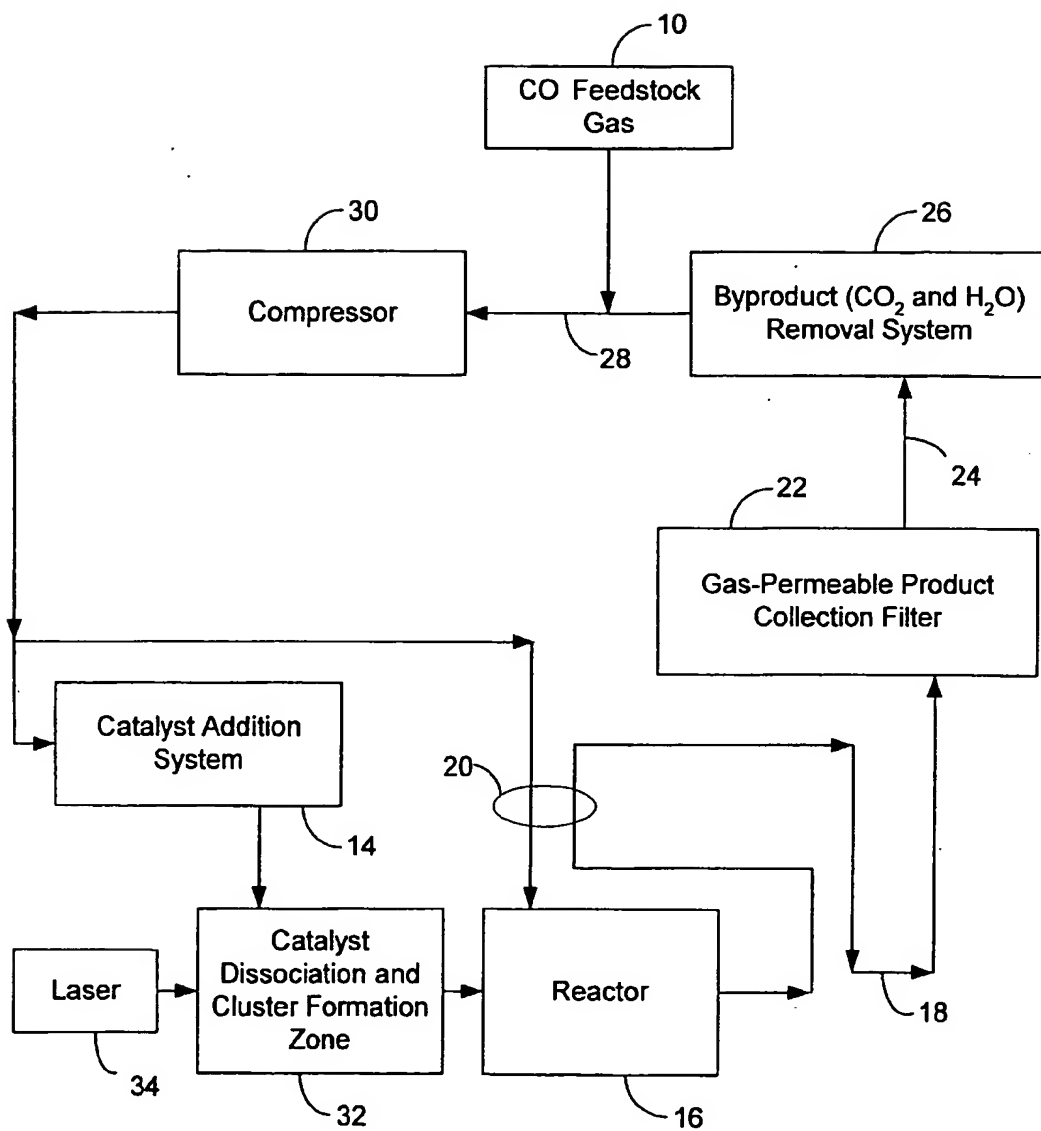 10
CO Feedstock
Gas
30
Compressor
26
Byproduct (CO₂ and H₂O)
Removal System
28
24
22
Gas-Permeable Product
Collection Filter
Catalyst Addition
System
14
20
Laser
34
Catalyst
Dissociation and
Cluster Formation
Zone
32
Reactor
16
18